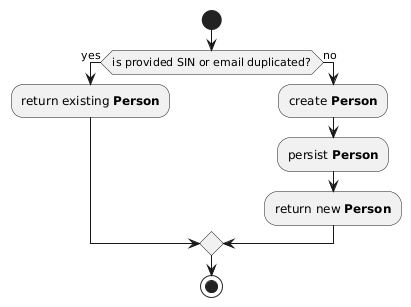 is provided SIN or email duplicated?
yes
no
return existing Person
create Person
persist Person
return new Person